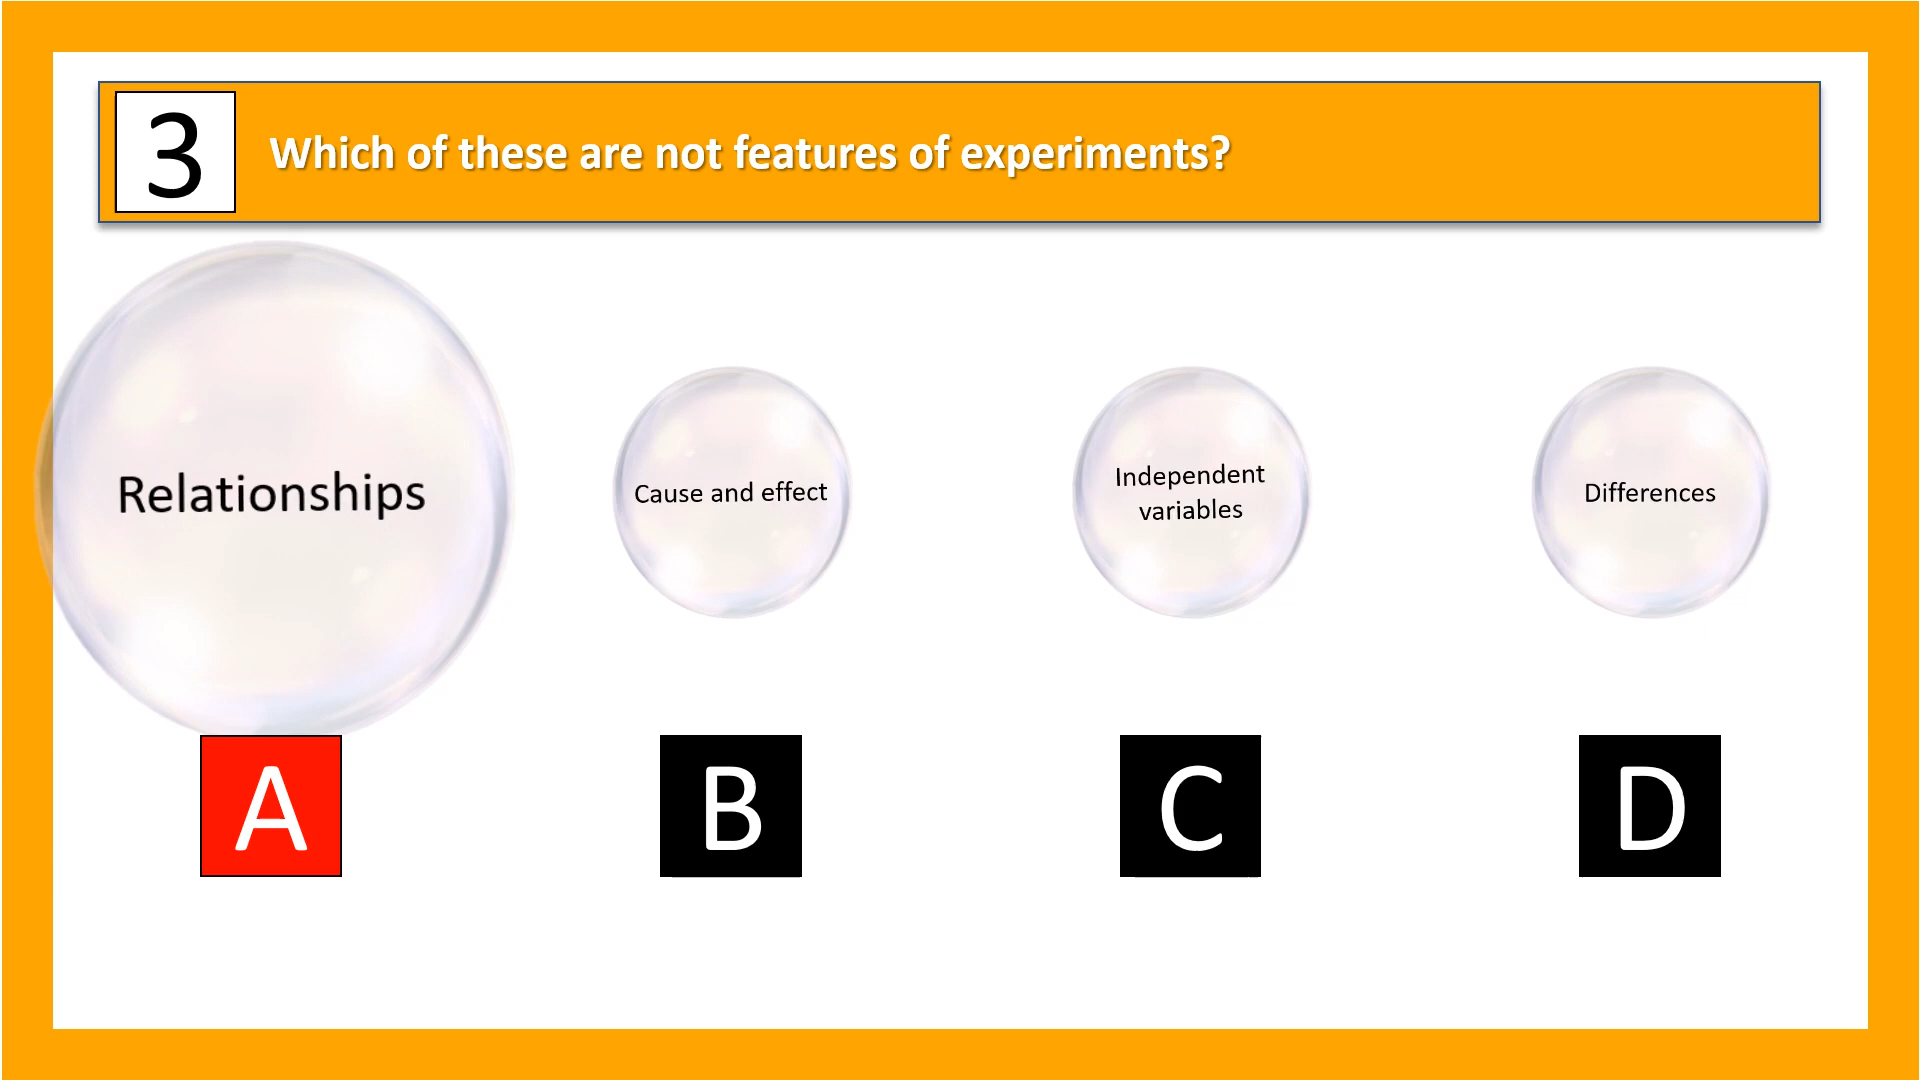 3
Which of these are not features of experiments?
Relationships
Cause and effect
Independent
variables
Differences
A
B
C
D